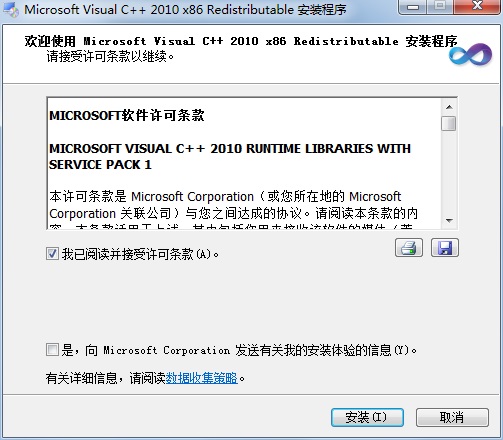 Microsoft Visual C++ 2010 x86 Redistributable 安装程序
欢迎使用 Microsoft Visual C++ 2010 x86 Redistributable 安装程序
请接受许可条款以继续。
MICROSOFT软件许可条款
MICROSOFT VISUAL C++ 2010 RUNTIME LIBRARIES WITH
SERVICE PACK 1
本许可条款是 Microsoft Corporation（或您所在地的 Microsoft
Corporation 关联公司）与您之间达成的协议。请阅读本条款的内
我已阅读并接受许可条款(A)。
是，向 Microsoft Corporation 发送有关我的安装体验的信息(Y)。
有关详细信息，请阅读数据收集策略。
安装(I)
取消